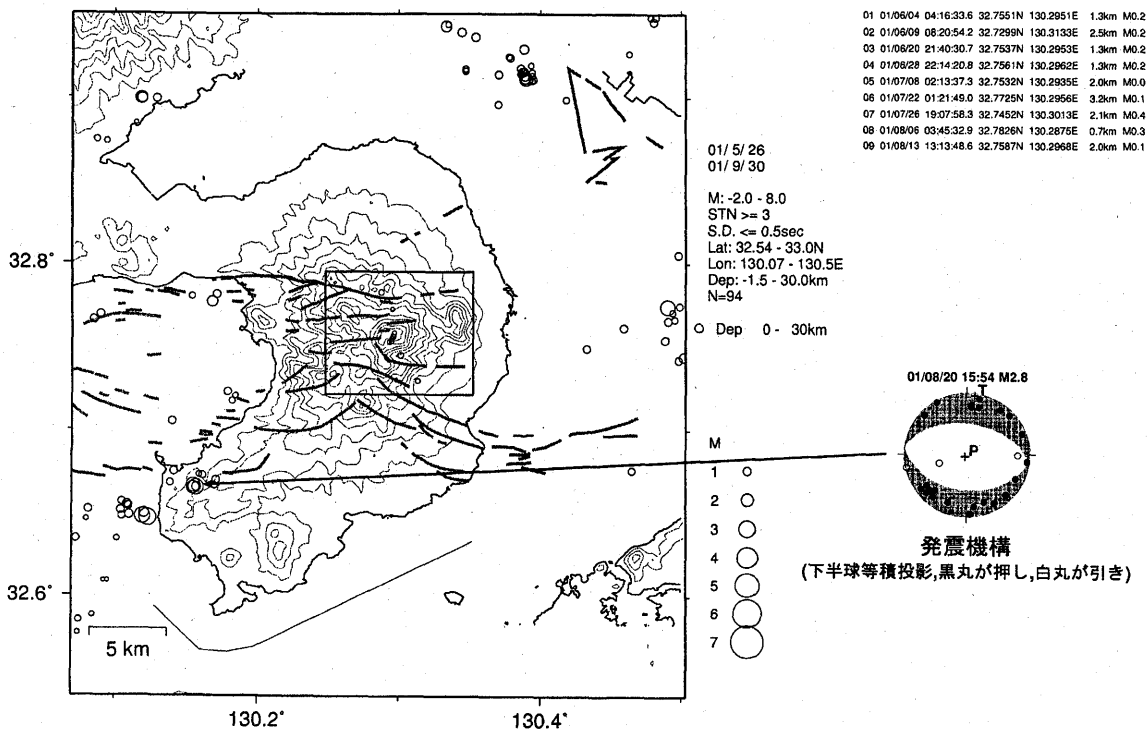 01 01/06/04 04:16:33.6 32.7551N 130.2951E 1.3km M0.2
02 01/06/09 08:20:54.2 32.7299N 130.3133E 2.5km M0.2
03 01/06/20 21:40:30.7 32.7537N 130.2953E 1.3km M0.2
04 01/06/28 22:14:20.8 32.7561N 130.2962E 1.3km M0.2
05 01/07/08 02:13:37.3 32.7532N 130.2935E 2.0km M0.0
06 01/07/22 01:21:49.0 32.7725N 130.2956E 3.2km M0.1
07 01/07/26 19:07:58.3 32.7452N 130.3013E 2.1km M0.4
08 01/08/06 03:45:32.9 32.7826N 130.2875E 0.7km M0.3
09 01/08/13 13:13:48.6 32.7587N 130.2968E 2.0km M0.1
01/ 5/ 26
01/ 9/ 30
M: -2.0 - 8.0
STN >= 3
S.D. <= 0.5sec
Lat: 32.54 - 33.0N
Lon: 130.07 - 130.5E
Dep: -1.5 - 30.0km
N=94
Dep 0 - 30km
32.8°
32.6°
130.2°
130.4°
5 km
M
1
2
3
4
5
6
7
01/08/20 15:54 M2.8
T
P
発震機構
(下半球等積投影,黒丸が押し,白丸が引き)